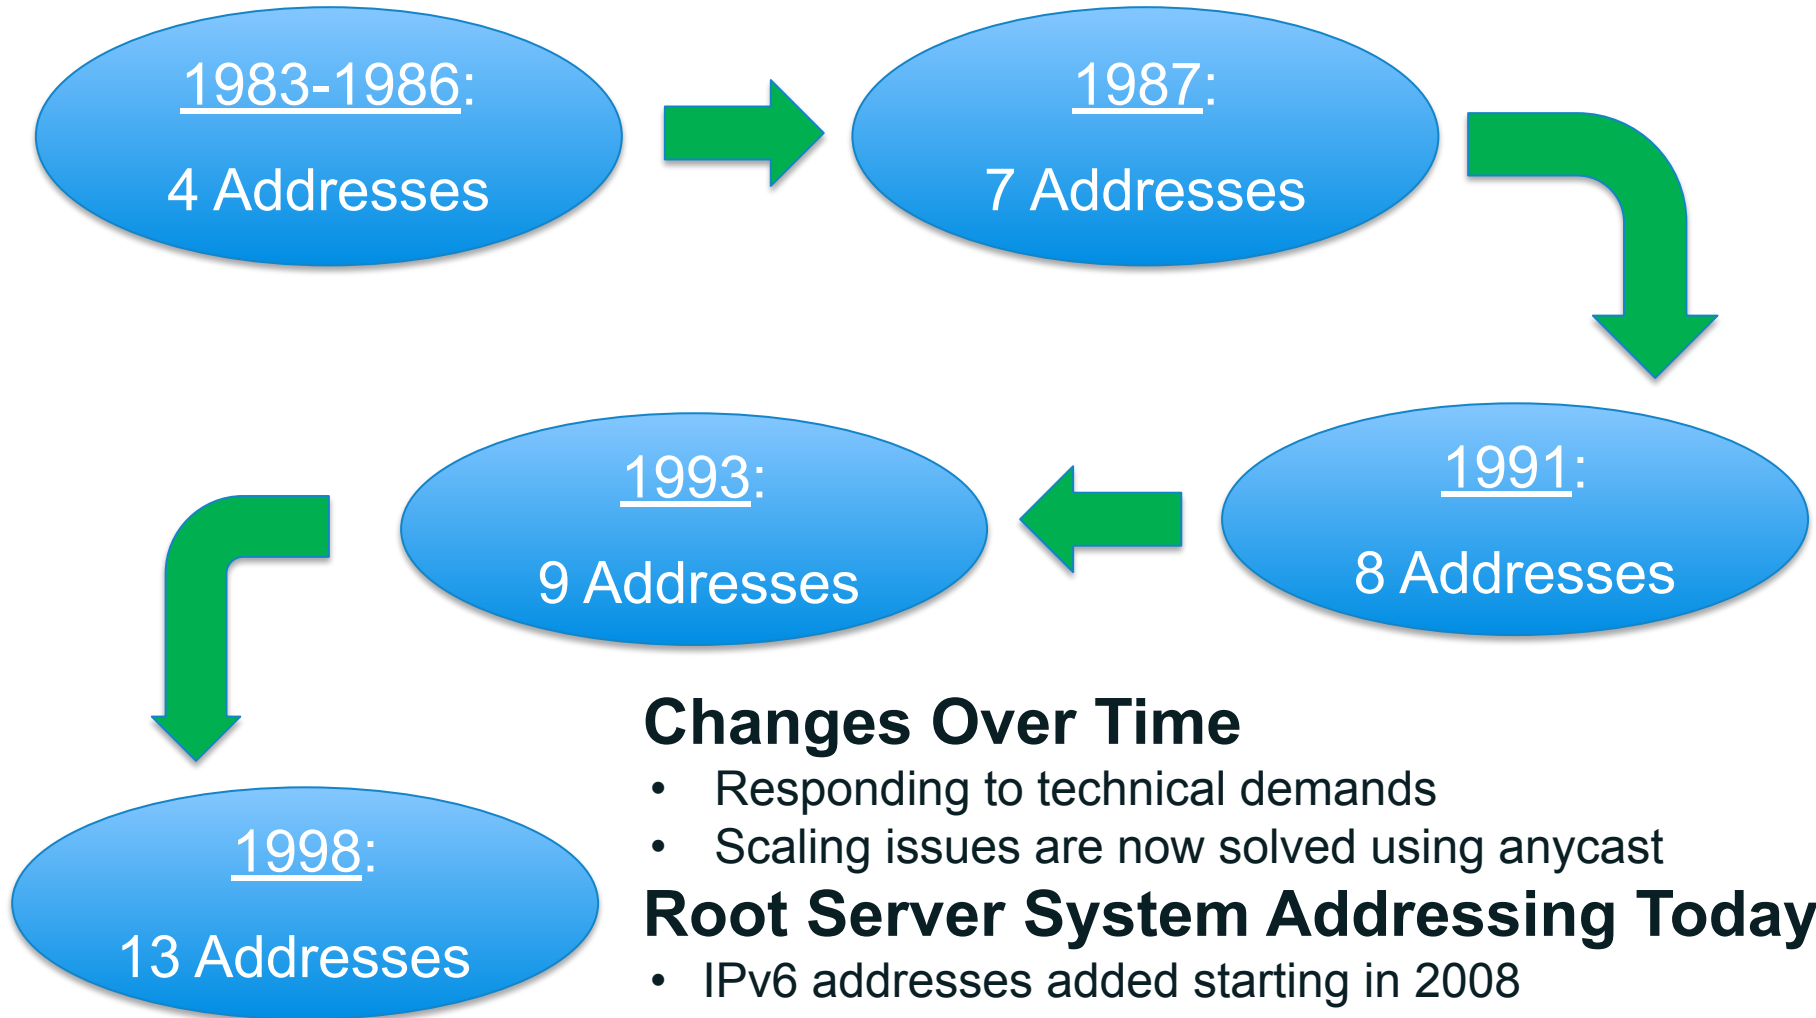 1983-1986:
4 Addresses
1987:
7 Addresses
1991:
8 Addresses
1993:
9 Addresses
1998:
13 Addresses
Changes Over Time
• Responding to technical demands
• Scaling issues are now solved using anycast
Root Server System Addressing Today
• IPv6 addresses added starting in 2008